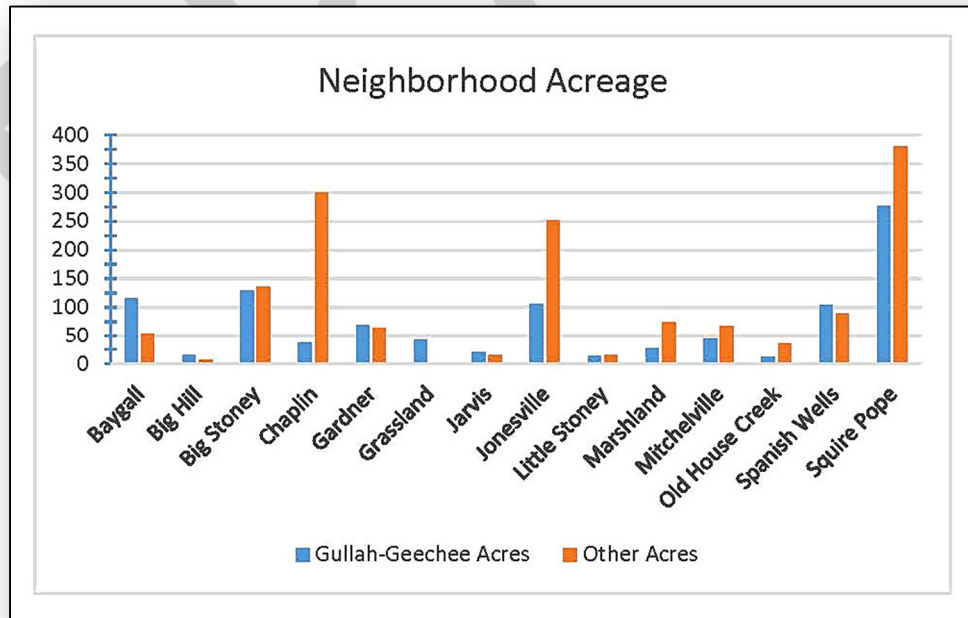 Neighborhood Acreage
400
350
300
250
200
150
100
50
0
Baygall
Big Hill
Big Stoney
Chaplin
Gardner
Grassland
Jarvis
Jonesville
Little Stoney
Marshland
Mitchelville
Old House Creek
Spanish Wells
Squire Pope
Gullah-Geechee Acres
Other Acres